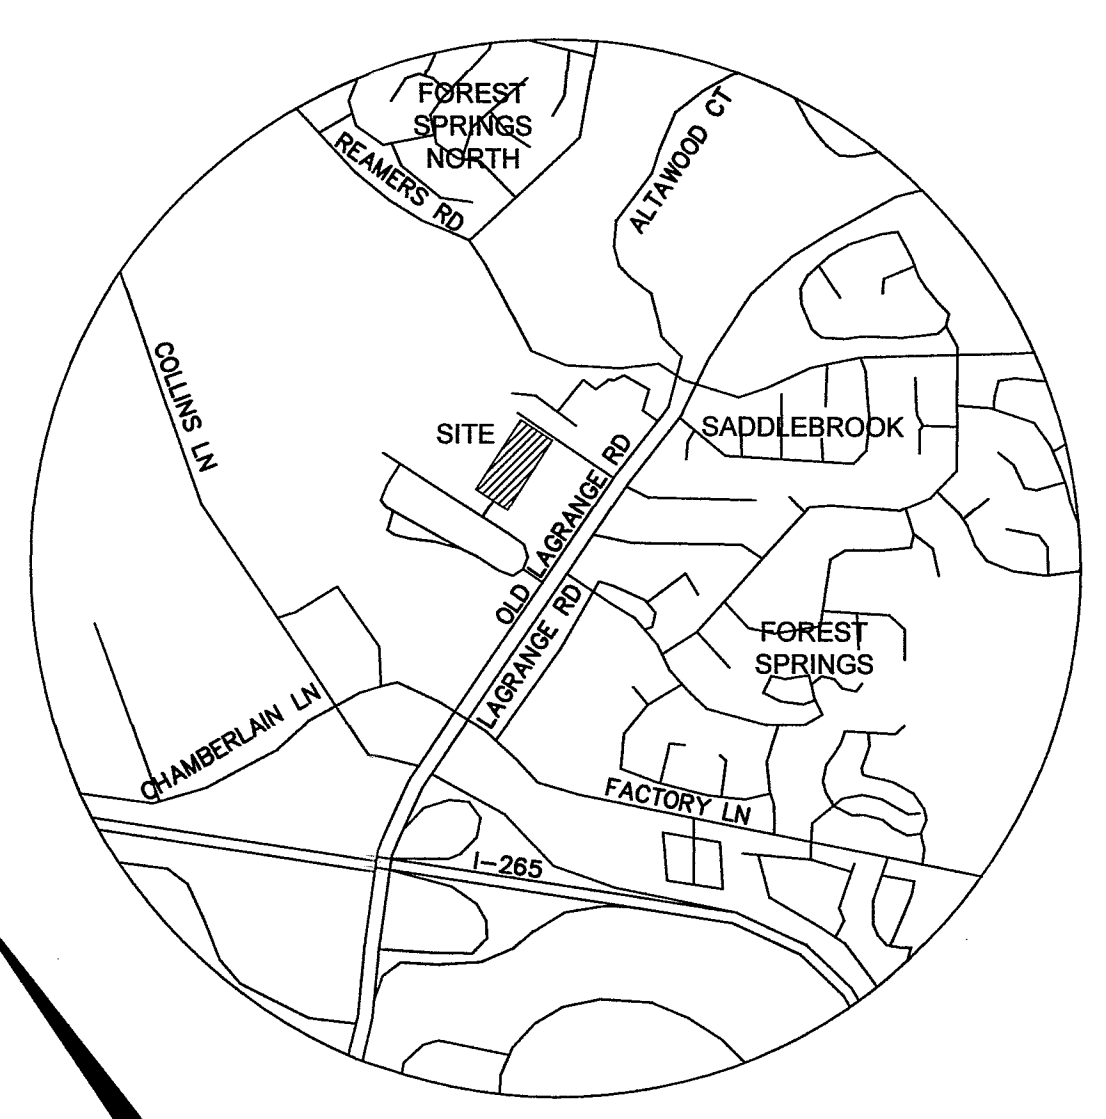 FOREST
SPRINGS
NORTH
REAMERS RD
ALTAWOOD CT
COLLINS LN
SITE
SADDLEBROOK
OLD LAGRANGE RD
LAGRANGE RD
FOREST
SPRINGS
CHAMBERLAIN LN
FACTORY LN
I-265